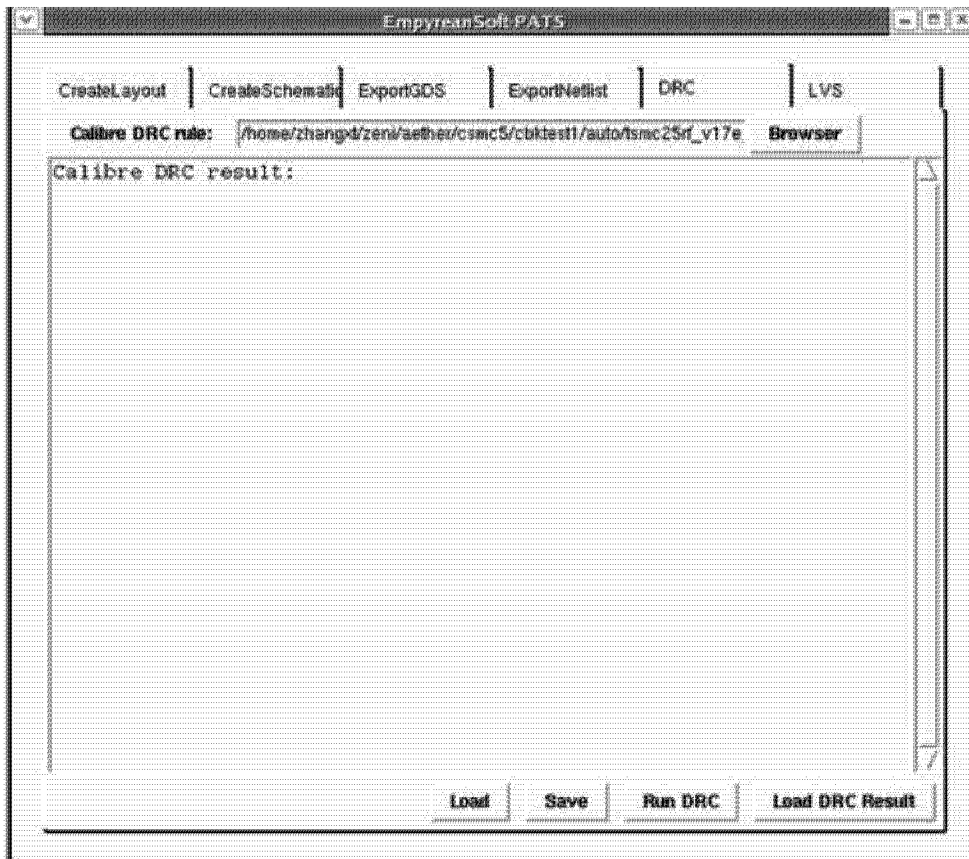 EmpyreanSoft PATS
CreateLayout CreateSchematic ExportGDS ExportNetlist DRC LVS
Calibre DRC rule: /home/zhangxl/zeni/aether/csmc5/cbktest1/auto/tsmc25rf_v17e Browser
Calibre DRC result:
Load Save Run DRC Load DRC Result